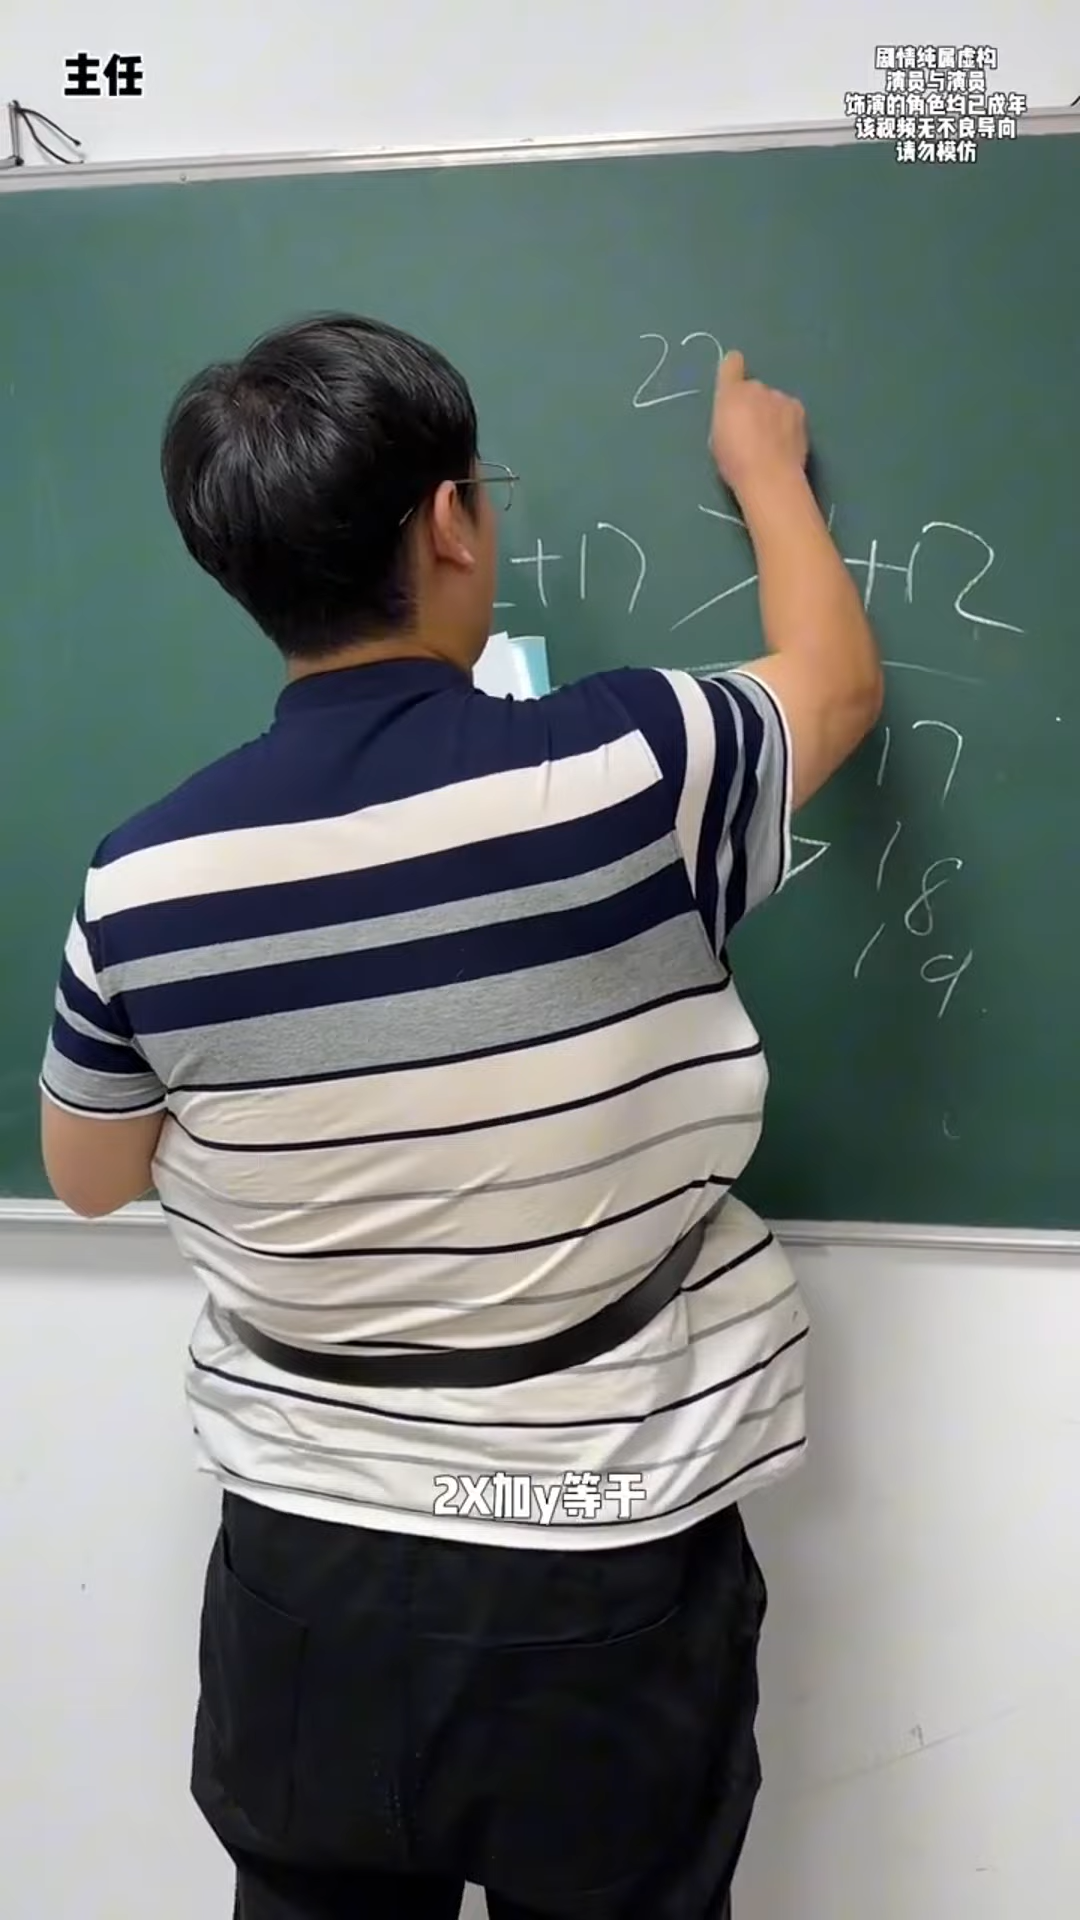 主任
剧情纯属虚构
演员与演员
饰演的角色均已成年
该视频无不良导向
请勿模仿
+17
+12
17
18
19
2X加y等于